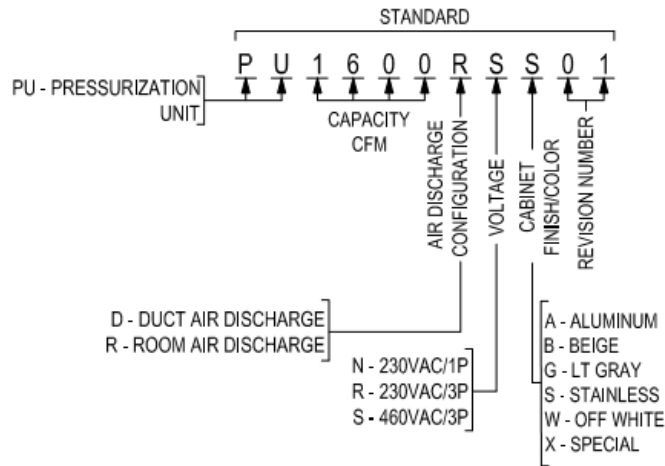 STANDARD
P U 1 6 0 0 R S S 0 1
PU - PRESSURIZATION
UNIT
CAPACITY
CFM
AIR DISCHARGE
CONFIGURATION
VOLTAGE
CABINET
FINISH/COLOR
REVISION NUMBER
D - DUCT AIR DISCHARGE
R - ROOM AIR DISCHARGE
N - 230VAC/1P
R - 230VAC/3P
S - 460VAC/3P
A - ALUMINUM
B - BEIGE
G - LT GRAY
S - STAINLESS
W - OFF WHITE
X - SPECIAL